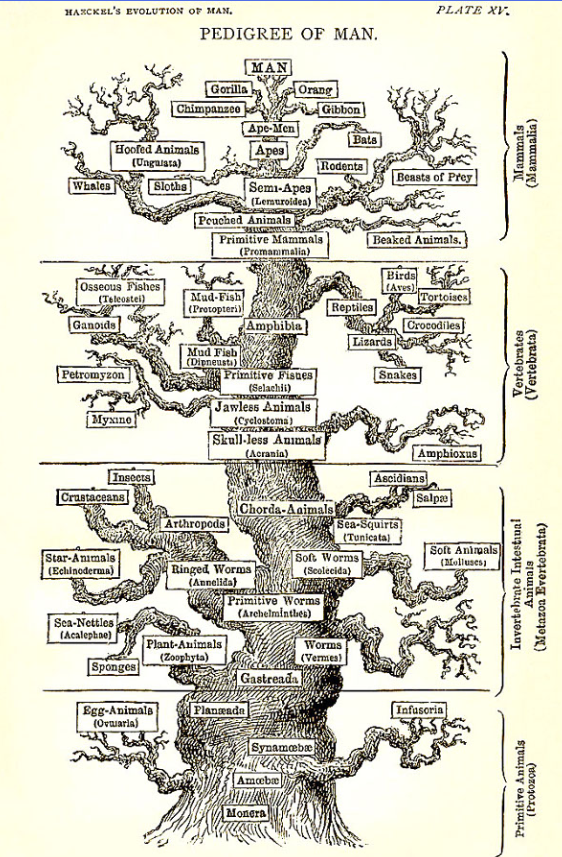 HAECKEL'S EVOLUTION OF MAN.
PLATE XV.
PEDIGREE OF MAN.
MAN
Gorilla
Orang
Chimpanzee
Gibbon
Ape-Men
Bats
Apes
Hoofed Animals
(Ungulata)
Rodents
Beasts of Prey
Whales
Sloths
Semi-Apes
(Lemuroidea)
Pouched Animals
Primitive Mammals
(Promammalia)
Beaked Animals.
Mammals
(Mammalia)
Osseous Fishes
(Teleostei)
Mud-Fish
(Protopteri)
Birds
(Aves)
Tortoises
Reptiles
Ganoids
Amphibia
Crocodiles
Lizards
Mud Fish
(Dipneusti)
Petromyzon
Primitive Fishes
(Selachii)
Snakes
Jawless Animals
(Cyclostoma)
Myxine
Skull-less Animals
(Acrania)
Amphioxus
Vertebrates
(Vertebrata)
Insects
Ascidians
Crustaceans
Salpæ
Chorda-Animals
Arthropods
Sea-Squirts
(Tunicata)
Star-Animals
(Echinoderma)
Ringed Worms
(Annelida)
Soft Worms
(Scolecida)
Soft Animals
(Molluscs)
Primitive Worms
(Archelminthes)
Sea-Nettles
(Acalephae)
Plant-Animals
(Zoophyta)
Worms
(Vermes)
Sponges
Gastreada
Invertebrate Intestinal
Animals
(Metazoa Evertebrata)
Egg-Animals
(Ovularia)
Planæada
Infusoria
Synamœbæ
Amœbæ
Monera
Primitive Animals
(Protozoa)